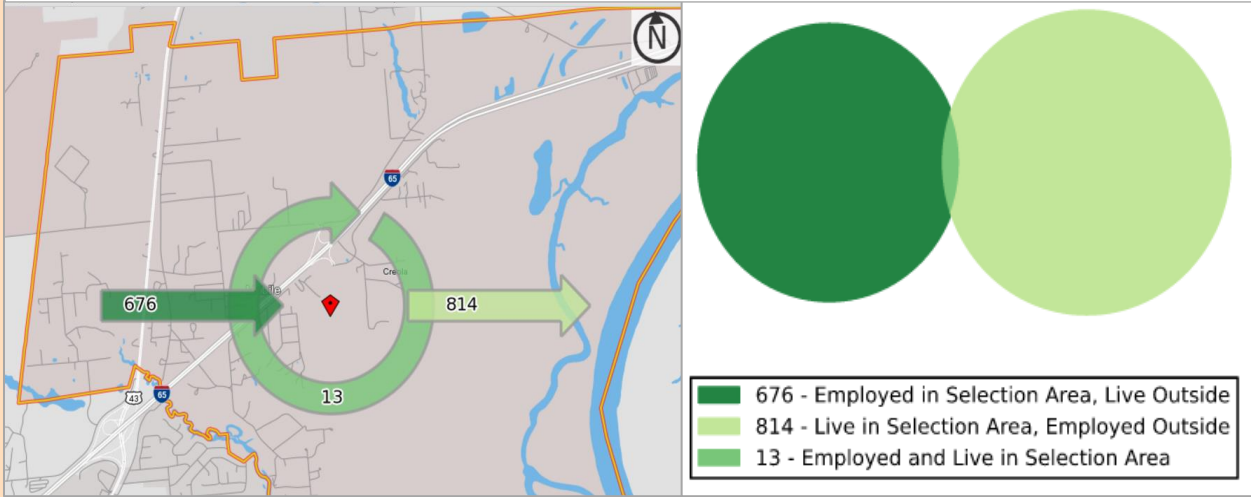 N
65
Creola
676
814
13
43
65
676 - Employed in Selection Area, Live Outside
814 - Live in Selection Area, Employed Outside
13 - Employed and Live in Selection Area